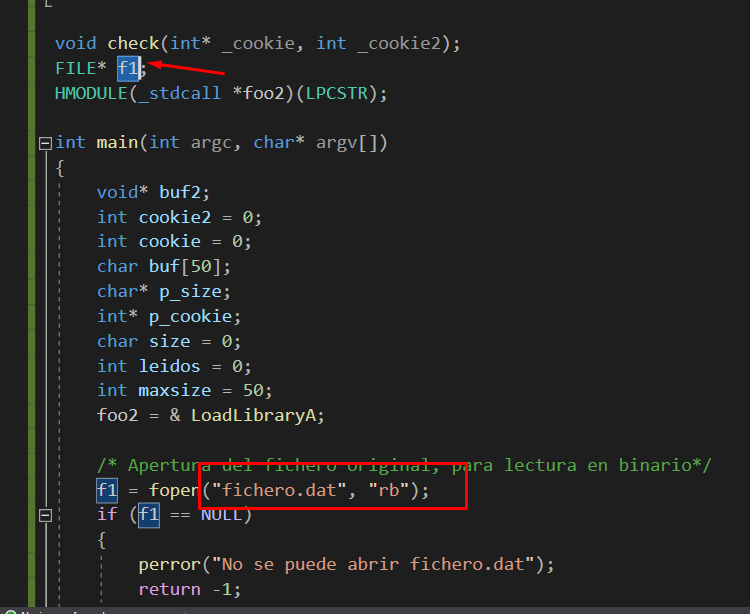 void check(int* _cookie, int _cookie2);
FILE* f1;
HMODULE(_stdcall *foo2)(LPCSTR);
int main(int argc, char* argv[])
{
void* buf2;
int cookie2 = 0;
int cookie = 0;
char buf[50];
char* p_size;
int* p_cookie;
char size = 0;
int leidos = 0;
int maxsize = 50;
foo2 = & LoadLibraryA;
/* Apertura del fichero original, para lectura en binario*/
f1 = fopen("fichero.dat", "rb");
if (f1 == NULL)
{
perror("No se puede abrir fichero.dat");
return -1;